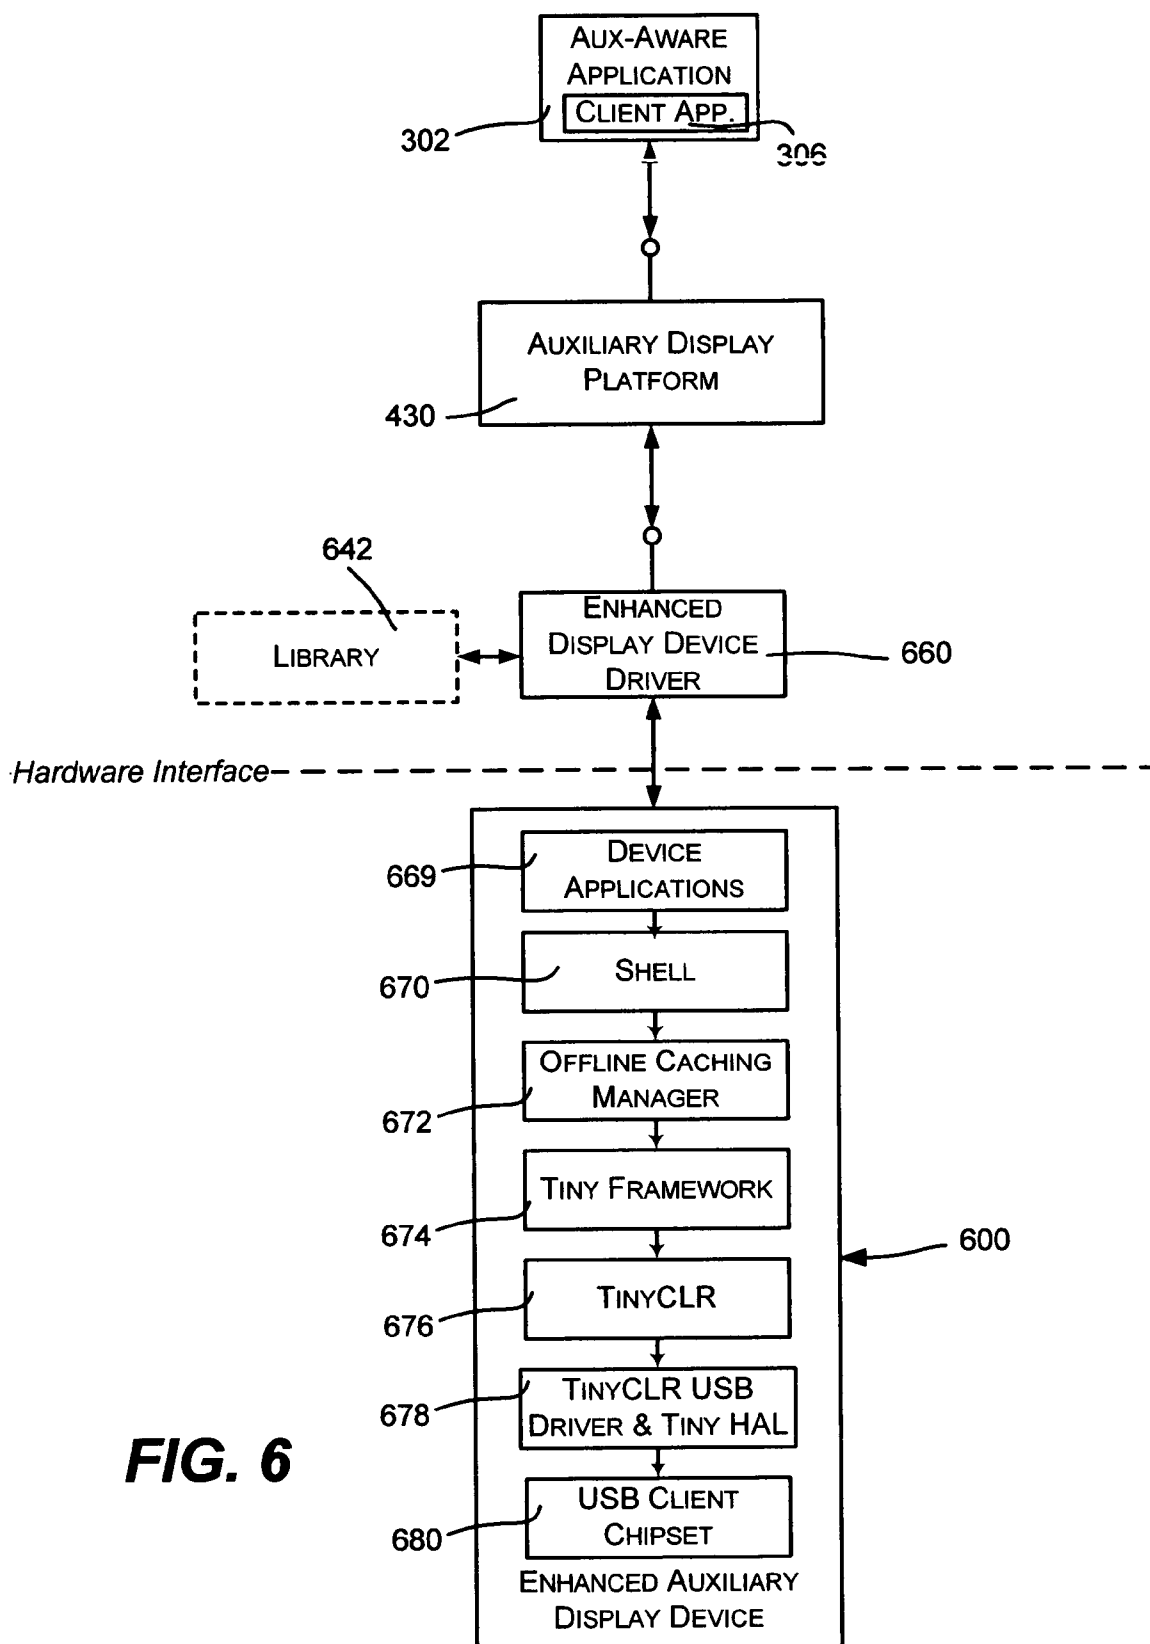 AUX-AWARE
APPLICATION
CLIENT APP.
302
306
AUXILIARY DISPLAY
PLATFORM
430
642
LIBRARY
ENHANCED
DISPLAY DEVICE
DRIVER
660
Hardware Interface
DEVICE
APPLICATIONS
669
SHELL
670
OFFLINE CACHING
MANAGER
672
TINY FRAMEWORK
674
600
TINYCLR
676
TINYCLR USB
DRIVER & TINY HAL
678
FIG. 6
USB CLIENT
CHIPSET
680
ENHANCED AUXILIARY
DISPLAY DEVICE